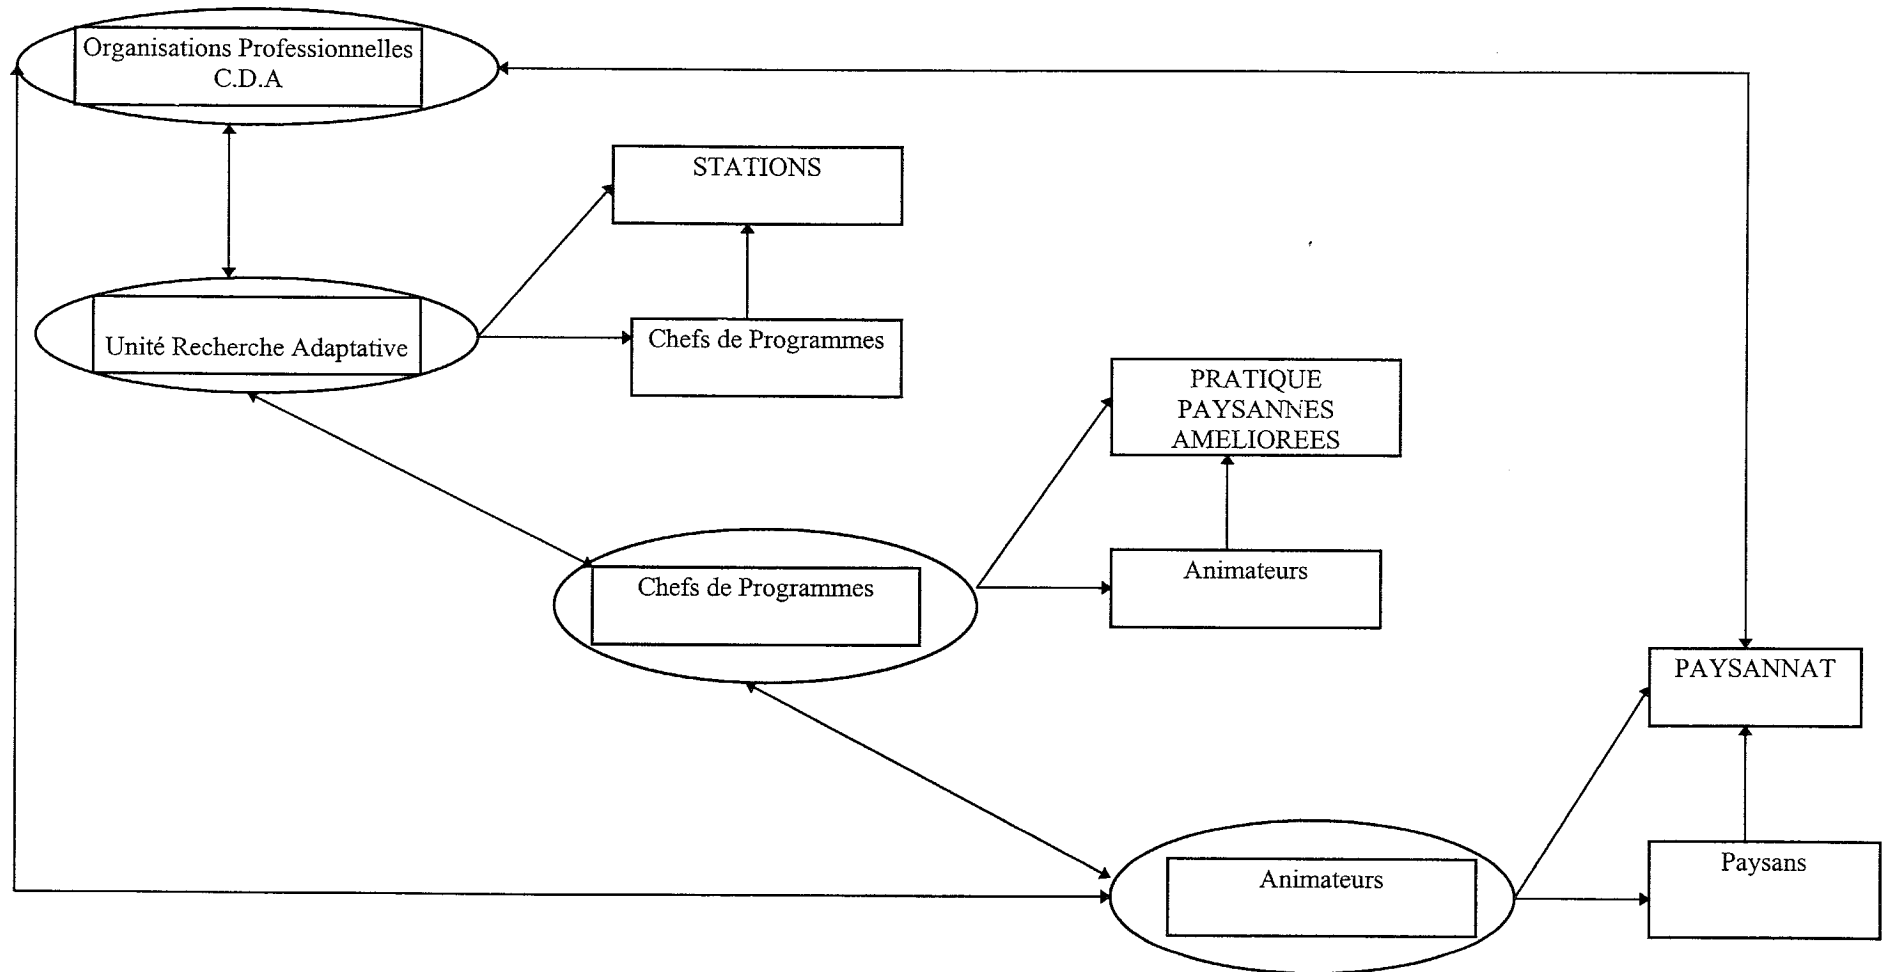 Organisations Professionnelles
C.D.A
STATIONS
Unité Recherche Adaptative
Chefs de Programmes
PRATIQUE
PAYSANNES
AMELIOREES
Chefs de Programmes
Animateurs
PAYSANNAT
Animateurs
Paysans